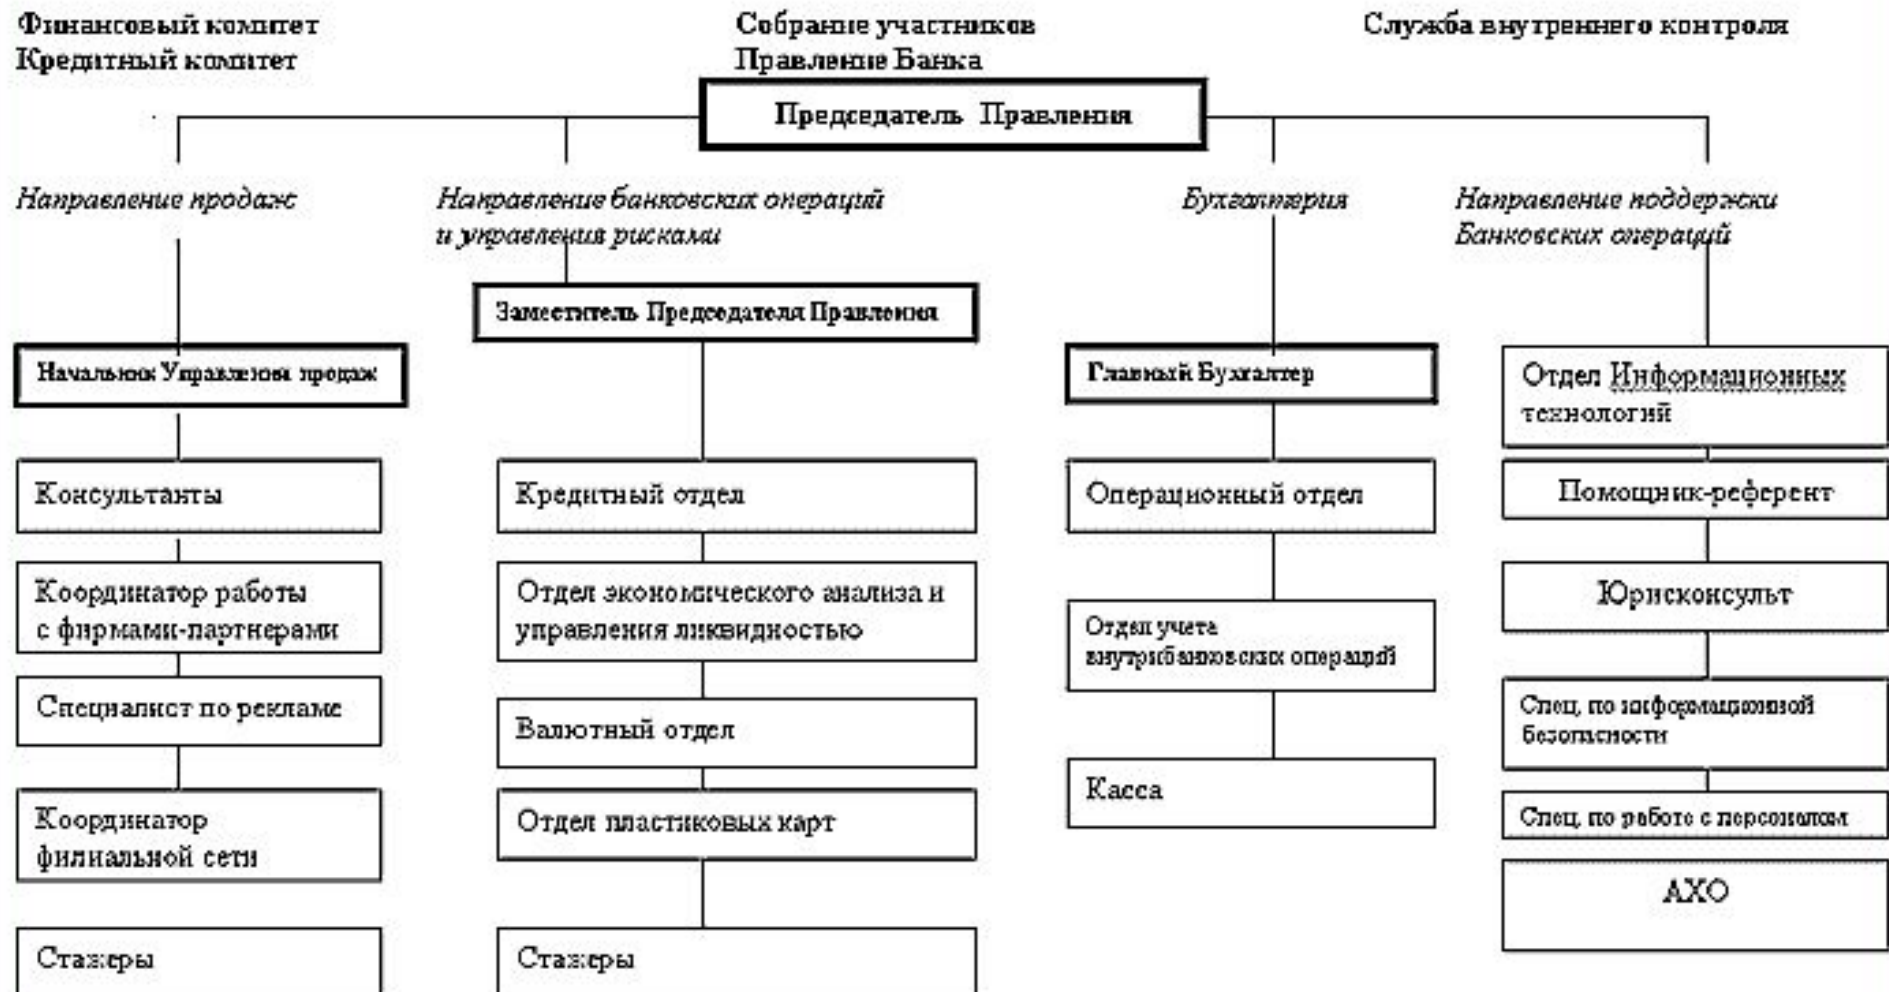 Финансовый комитет
Кредитный комитет
Собрание участников
Правление Банка
Служба внутреннего контроля
Председатель Правления
Направление продаж
Направление банковских операций
и управления рисками
Бухгалтерия
Направление поддержки
Банковских операций
Заместитель Председателя Правления
Начальник Управления продаж
Консультанты
Координатор работы
с фирмами-партнерами
Специалист по рекламе
Координатор
филиальной сети
Стажеры
Кредитный отдел
Отдел экономического анализа и
управления ликвидностью
Валютный отдел
Отдел пластиковых карт
Стажеры
Главный Бухгалтер
Операционный отдел
Отдел учета
внутрибанковских операций
Касса
Отдел Информационных
технологий
Помощник-референт
Юрисконсульт
Спец, по информационной
безопасности
Спец, по работе с персоналом
АХО